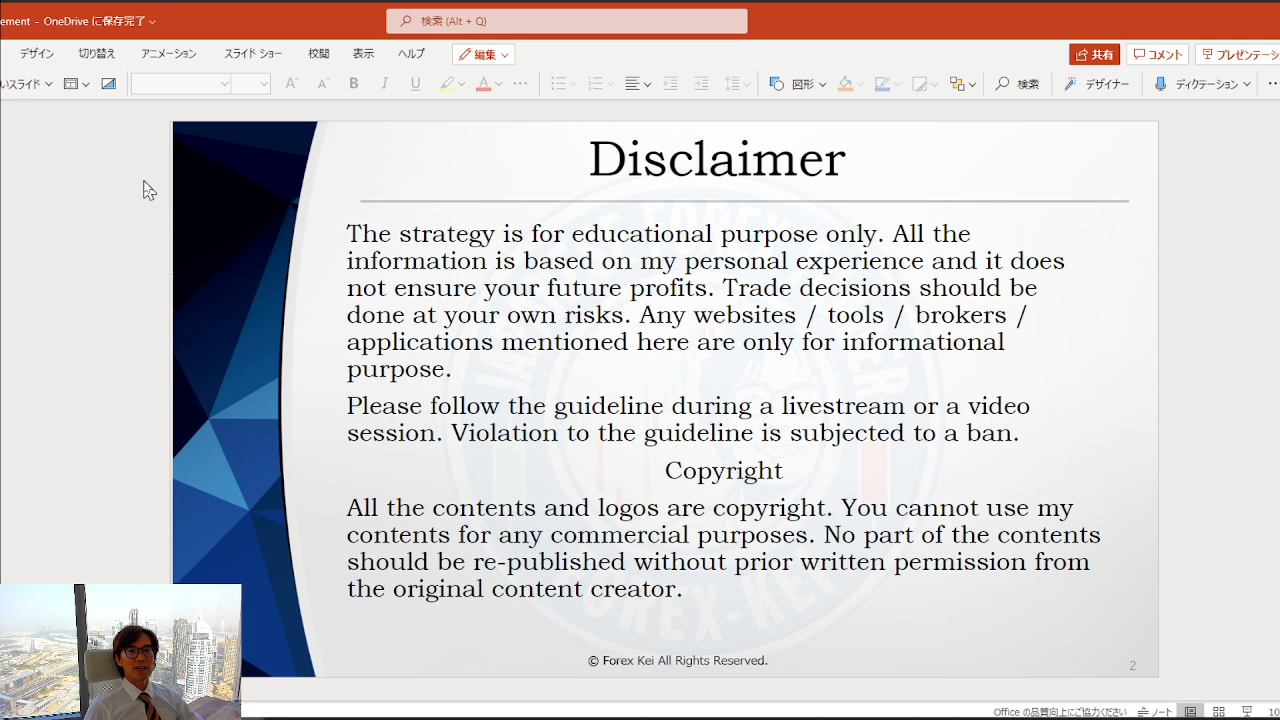 ement - OneDrive に保存完了
検索 (Alt + Q)
デザイン 切り替え アニメーション スライド ショー 校閲 表示 ヘルプ 編集 共有 コメント プレゼンテーシ
いスライド B I U 図形 検索 デザイナー ディクテーション
Disclaimer
The strategy is for educational purpose only. All the
information is based on my personal experience and it does
not ensure your future profits. Trade decisions should be
done at your own risks. Any websites / tools / brokers /
applications mentioned here are only for informational
purpose.
Please follow the guideline during a livestream or a video
session. Violation to the guideline is subjected to a ban.
Copyright
All the contents and logos are copyright. You cannot use my
contents for any commercial purposes. No part of the contents
should be re-published without prior written permission from
the original content creator.
© Forex Kei All Rights Reserved.
2
Office の品質向上にご協力ください ノート 10